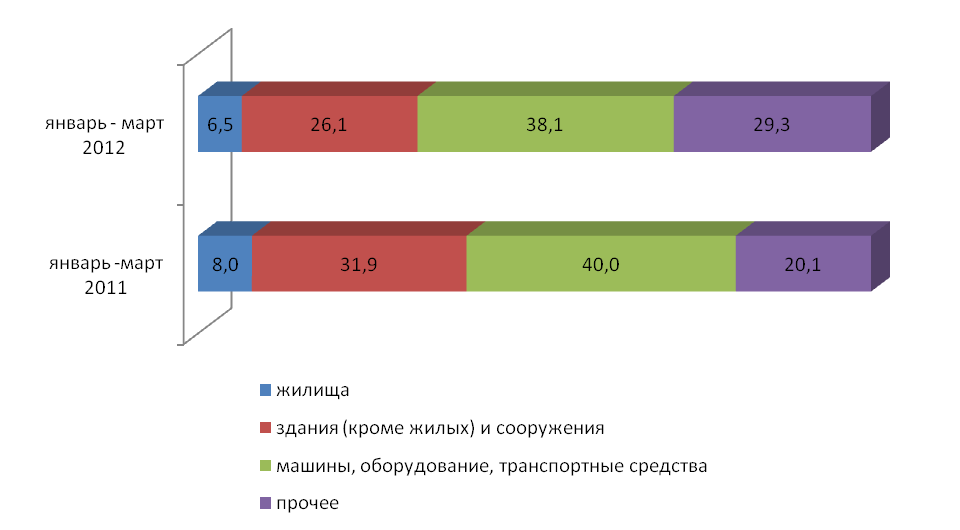 январь - март
2012
6,5
26,1
38,1
29,3
январь -март
2011
8,0
31,9
40,0
20,1
жилища
здания (кроме жилых) и сооружения
машины, оборудование, транспортные средства
прочее